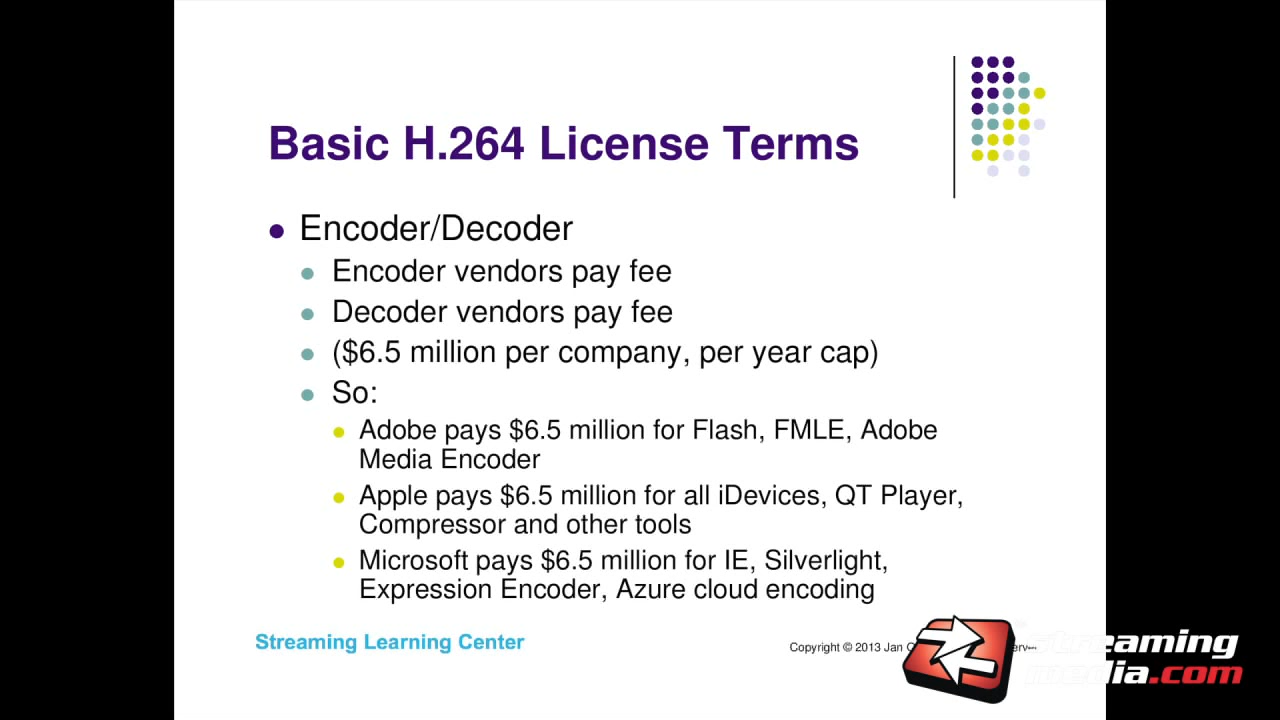 Basic H.264 License Terms
Encoder/Decoder
Encoder vendors pay fee
Decoder vendors pay fee
($6.5 million per company, per year cap)
So:
Adobe pays $6.5 million for Flash, FMLE, Adobe
Media Encoder
Apple pays $6.5 million for all iDevices, QT Player,
Compressor and other tools
Microsoft pays $6.5 million for IE, Silverlight,
Expression Encoder, Azure cloud encoding
Streaming Learning Center
Copyright © 2013 Jan
streaming
media.com